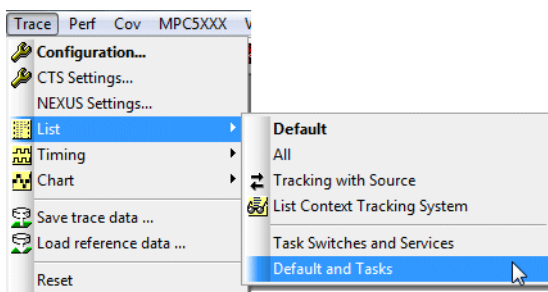 Trace Perf Cov MPC5XXX
Configuration...
CTS Settings...
NEXUS Settings...
List
Timing
Chart
Save trace data ...
Load reference data ...
Reset
Default
All
Tracking with Source
List Context Tracking System
Task Switches and Services
Default and Tasks